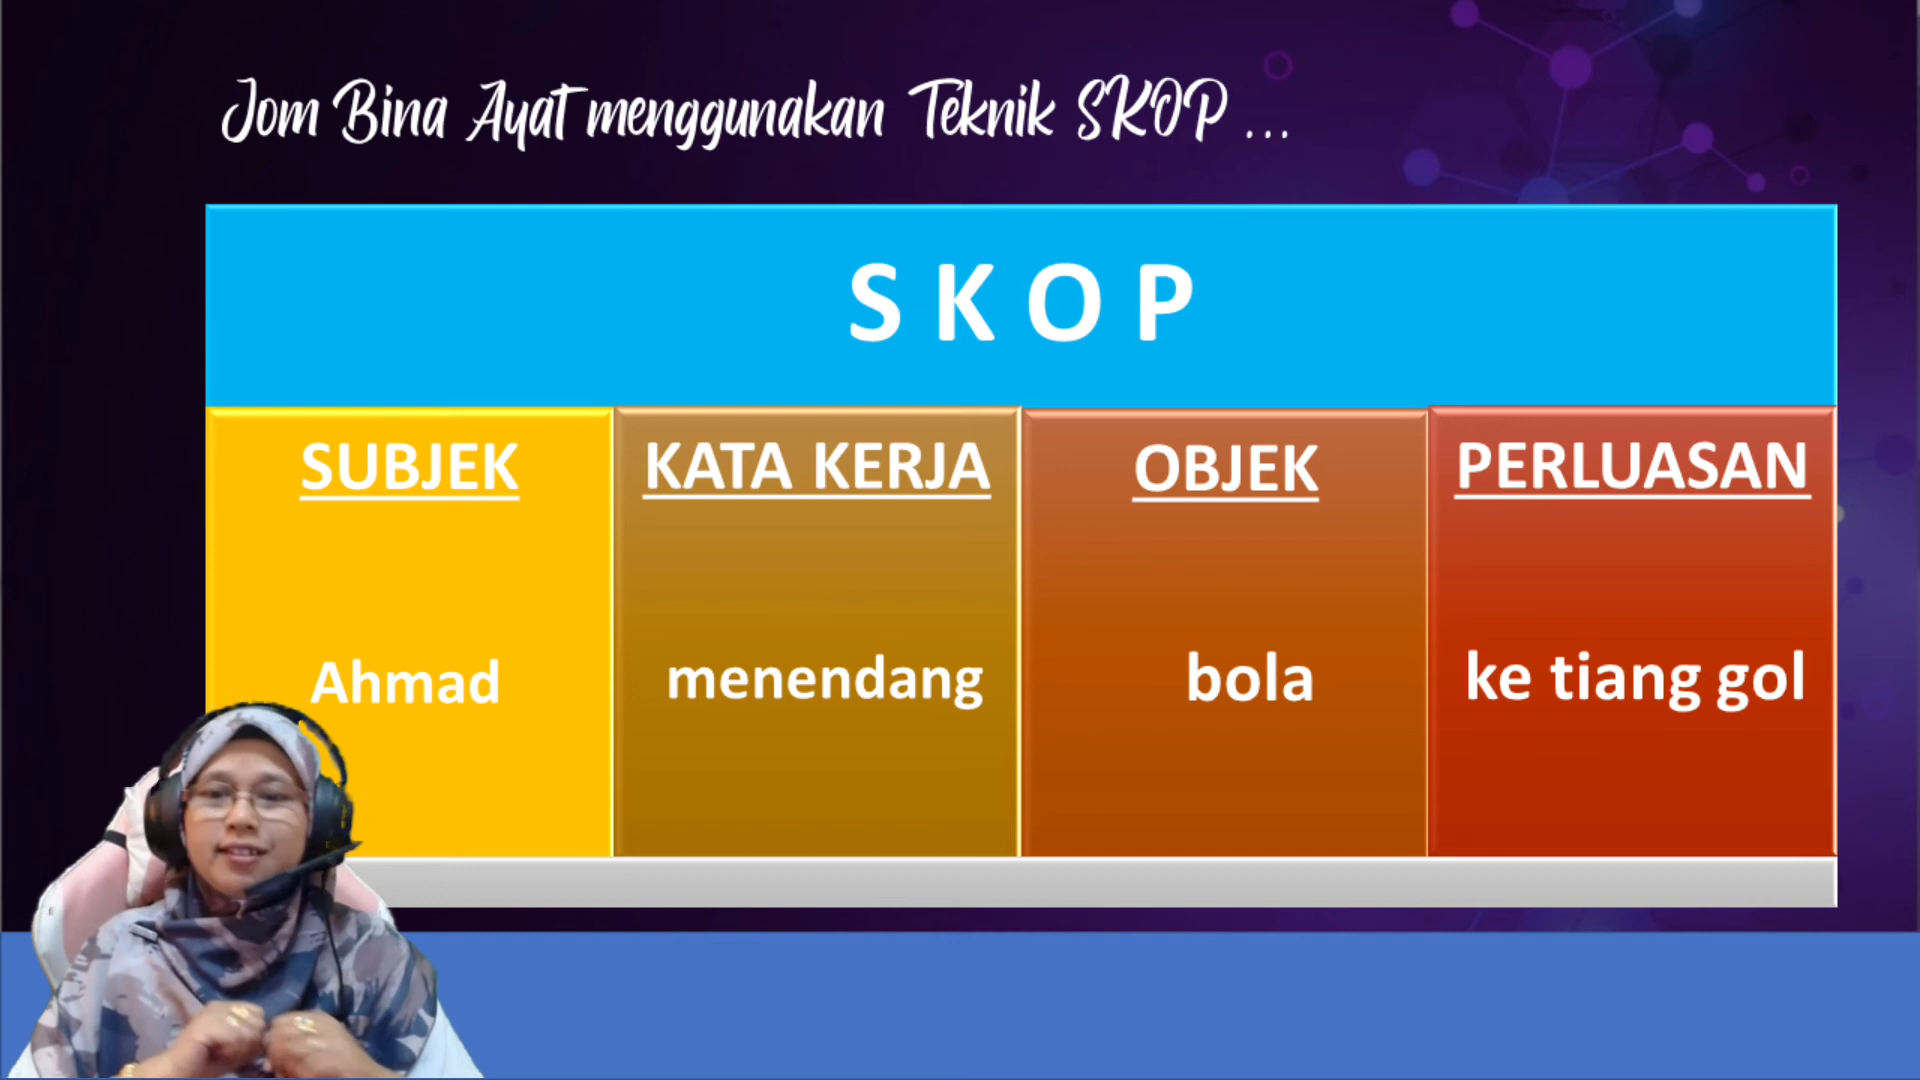 Jom Bina Ayat menggunakan Teknik SKOP ...
S K O P
SUBJEK
KATA KERJA
OBJEK
PERLUASAN
Ahmad
menendang
bola
ke tiang gol